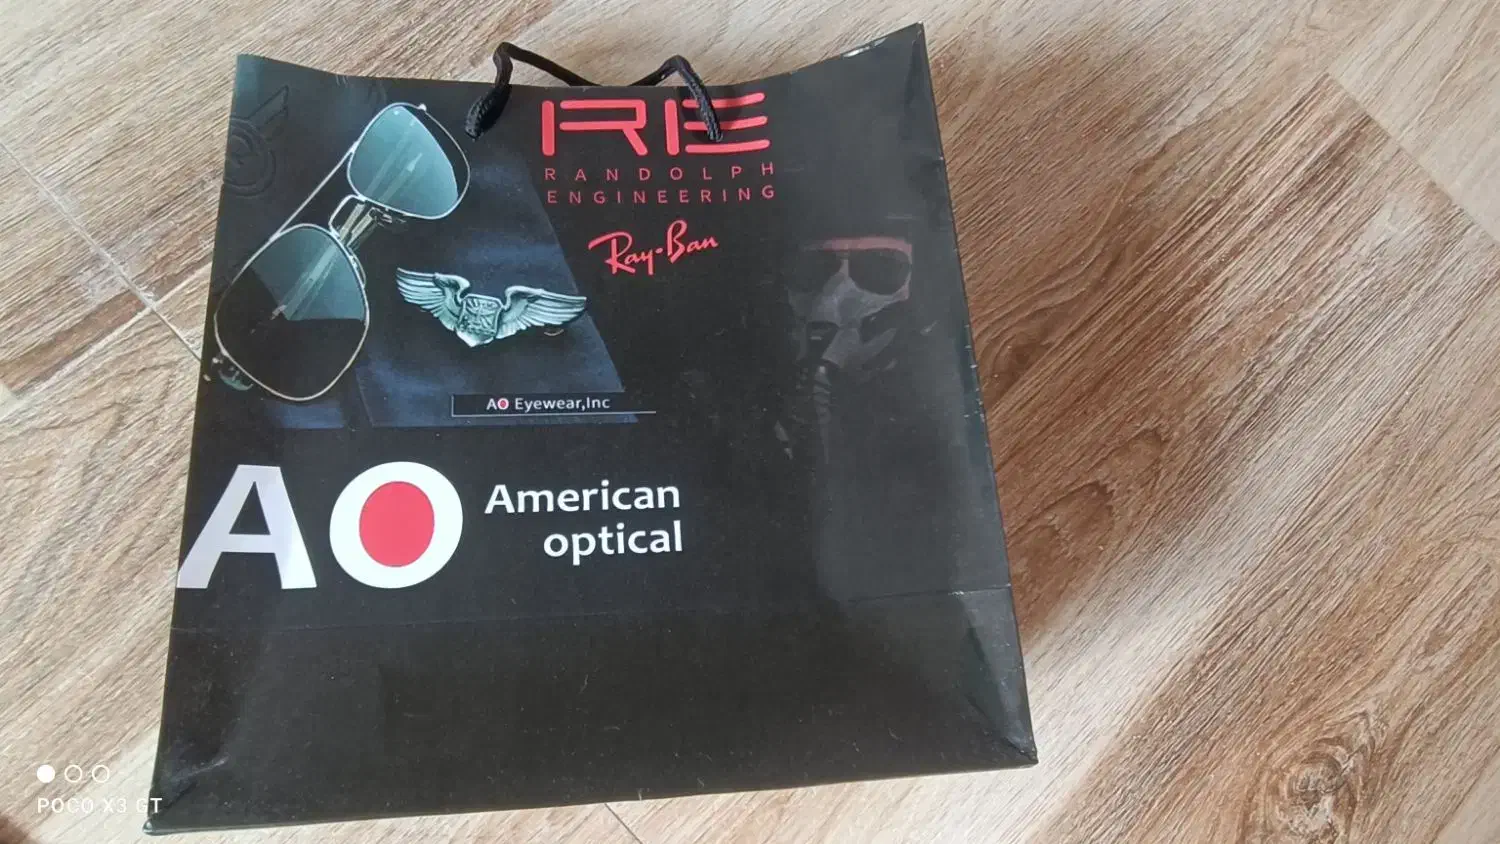 RE
RANDOLPH
ENGINEERING
Ray-Ban
AO Eyewear,Inc
AO
American
optical
POCO X3 GT